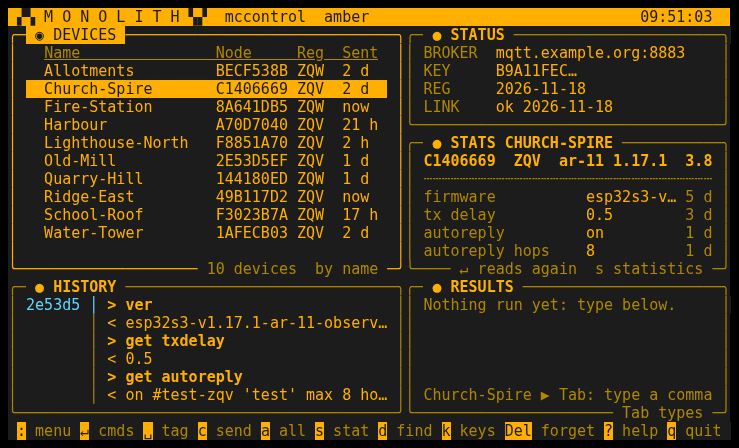 M O N O L I T H mccontrol amber 09:51:03
◉ DEVICES
Name Node Reg Sent
Allotments BECF538B ZQW 2 d
Church-Spire C1406669 ZQV 2 d
Fire-Station 8A641DB5 ZQW now
Harbour A70D7040 ZQV 21 h
Lighthouse-North F8851A70 ZQV 2 h
Old-Mill 2E53D5EF ZQV 1 d
Quarry-Hill 144180ED ZQW 1 d
Ridge-East 49B117D2 ZQV now
School-Roof F3023B7A ZQW 17 h
Water-Tower 1AFECB03 ZQV 2 d
10 devices by name
● STATUS
BROKER mqtt.example.org:8883
KEY B9A11FEC…
REG 2026-11-18
LINK ok 2026-11-18
● STATS CHURCH-SPIRE
C1406669 ZQV ar-11 1.17.1 3.8
firmware esp32s3-v… 5 d
tx delay 0.5 3 d
autoreply on 1 d
autoreply hops 8 1 d
↵ reads again s statistics
● HISTORY
2e53d5 │ > ver
< esp32s3-v1.17.1-ar-11-observ…
> get txdelay
< 0.5
> get autoreply
< on #test-zqv 'test' max 8 ho…
● RESULTS
Nothing run yet: type below.
Church-Spire ▶ Tab: type a comma
Tab types
: menu ↵ cmds ␣ tag c send a all s stat d find k keys Del forget ? help q quit